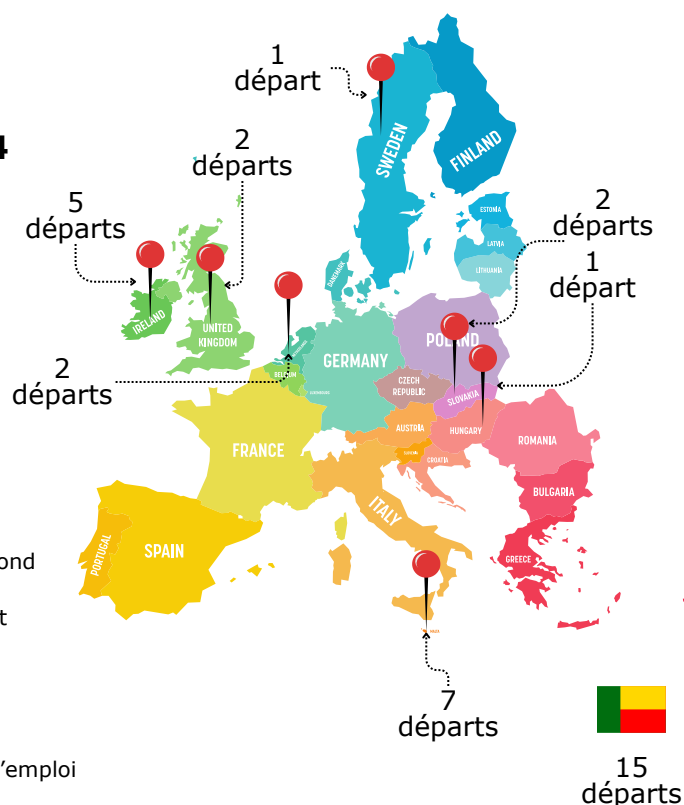 1
départ
4
2
départs
5
départs
2
départs
1
départ
2
départs
7
départs
15
départs
SWEDEN
FINLAND
ESTONIA
LATVIA
LITHUANIA
DENMARK
IRELAND
UNITED
KINGDOM
POLAND
GERMANY
BELGIUM
CZECH
REPUBLIC
SLOVAKIA
AUSTRIA
HUNGARY
ROMANIA
CROATIA
FRANCE
BULGARIA
ITALY
PORTUGAL
SPAIN
GREECE
ond
t
'emploi